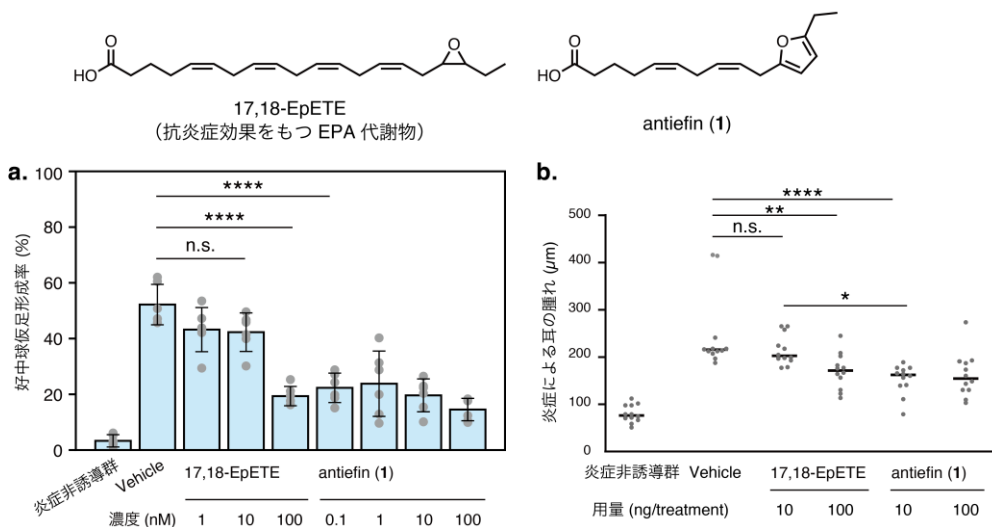 O
HO
O
17,18-EpETE
(抗炎症効果をもつ EPA 代謝物)
O
HO
O
antiefin (1)
a.
好中球仮足形成率 (%)
100
80
60
40
20
0
****
****
n.s.
炎症非誘導群
Vehicle
17,18-EpETE
antiefin (1)
濃度 (nM)
1
10
100
0.1
1
10
100
b.
炎症による耳の腫れ (μm)
500
400
300
200
100
0
****
**
n.s.
*
炎症非誘導群
Vehicle
17,18-EpETE
antiefin (1)
用量 (ng/treatment)
10
100
10
100